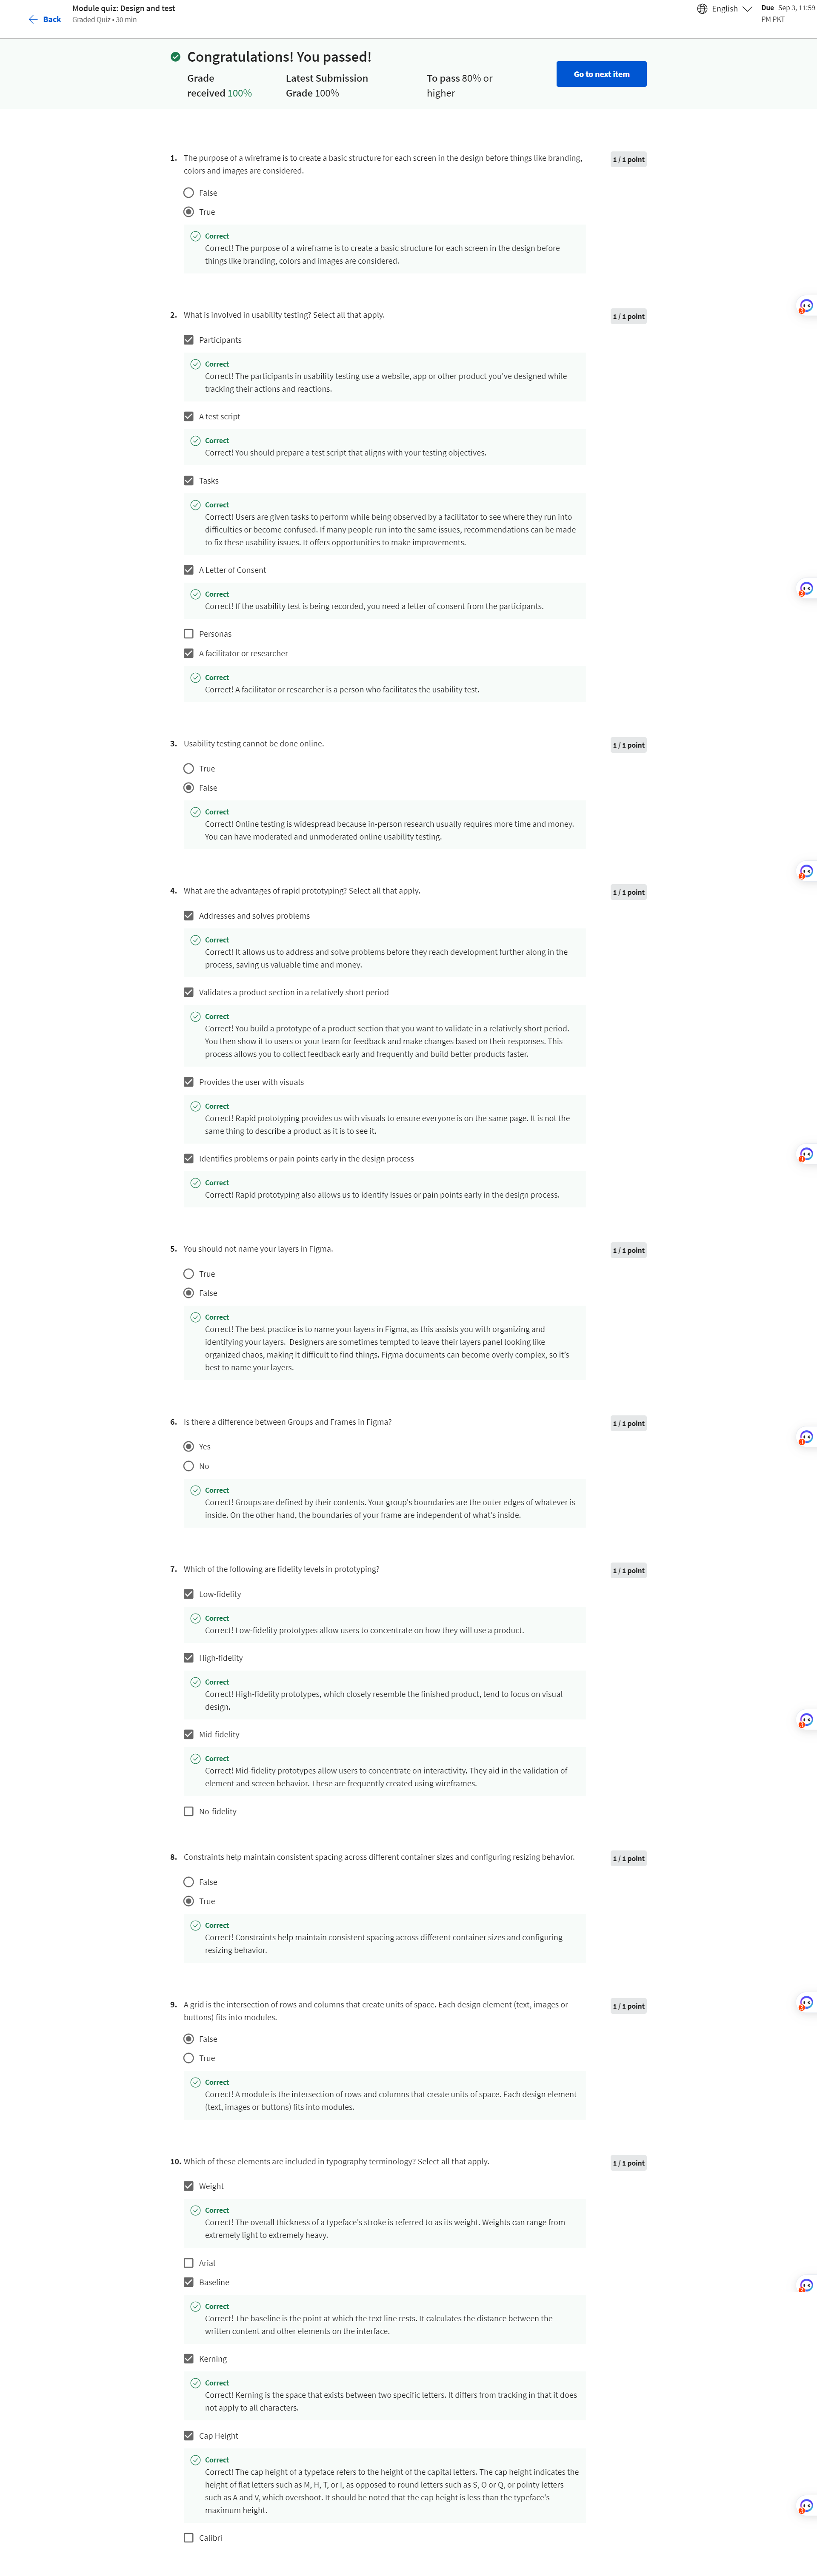 Back
Module quiz: Design and test
Graded Quiz • 30 min
English
Due Sep 3, 11:59
PM PKT
Congratulations! You passed!
Grade
received 100%
Latest Submission
Grade 100%
To pass 80% or
higher
Go to next item
1. The purpose of a wireframe is to create a basic structure for each screen in the design before things like branding,
colors and images are considered.
1 / 1 point
False
True
Correct
Correct! The purpose of a wireframe is to create a basic structure for each screen in the design before
things like branding, colors and images are considered.
2. What is involved in usability testing? Select all that apply.
1 / 1 point
Participants
Correct
Correct! The participants in usability testing use a website, app or other product you've designed while
tracking their actions and reactions.
A test script
Correct
Correct! You should prepare a test script that aligns with your testing objectives.
Tasks
Correct
Correct! Users are given tasks to perform while being observed by a facilitator to see where they run into
difficulties or become confused. If many people run into the same issues, recommendations can be made
to fix these usability issues. It offers opportunities to make improvements.
A Letter of Consent
Correct
Correct! If the usability test is being recorded, you need a letter of consent from the participants.
Personas
A facilitator or researcher
Correct
Correct! A facilitator or researcher is a person who facilitates the usability test.
3. Usability testing cannot be done online.
1 / 1 point
True
False
Correct
Correct! Online testing is widespread because in-person research usually requires more time and money.
You can have moderated and unmoderated online usability testing.
4. What are the advantages of rapid prototyping? Select all that apply.
1 / 1 point
Addresses and solves problems
Correct
Correct! It allows us to address and solve problems before they reach development further along in the
process, saving us valuable time and money.
Validates a product section in a relatively short period
Correct
Correct! You build a prototype of a product section that you want to validate in a relatively short period.
You then show it to users or your team for feedback and make changes based on their responses. This
process allows you to collect feedback early and frequently and build better products faster.
Provides the user with visuals
Correct
Correct! Rapid prototyping provides us with visuals to ensure everyone is on the same page. It is not the
same thing to describe a product as it is to see it.
Identifies problems or pain points early in the design process
Correct
Correct! Rapid prototyping also allows us to identify issues or pain points early in the design process.
5. You should not name your layers in Figma.
1 / 1 point
True
False
Correct
Correct! The best practice is to name your layers in Figma, as this assists you with organizing and
identifying your layers. Designers are sometimes tempted to leave their layers panel looking like
organized chaos, making it difficult to find things. Figma documents can become overly complex, so it's
best to name your layers.
6. Is there a difference between Groups and Frames in Figma?
1 / 1 point
Yes
No
Correct
Correct! Groups are defined by their contents. Your group's boundaries are the outer edges of whatever is
inside. On the other hand, the boundaries of your frame are independent of what's inside.
7. Which of the following are fidelity levels in prototyping?
1 / 1 point
Low-fidelity
Correct
Correct! Low-fidelity prototypes allow users to concentrate on how they will use a product.
High-fidelity
Correct
Correct! High-fidelity prototypes, which closely resemble the finished product, tend to focus on visual
design.
Mid-fidelity
Correct
Correct! Mid-fidelity prototypes allow users to concentrate on interactivity. They aid in the validation of
element and screen behavior. These are frequently created using wireframes.
No-fidelity
8. Constraints help maintain consistent spacing across different container sizes and configuring resizing behavior.
1 / 1 point
False
True
Correct
Correct! Constraints help maintain consistent spacing across different container sizes and configuring
resizing behavior.
9. A grid is the intersection of rows and columns that create units of space. Each design element (text, images or
buttons) fits into modules.
1 / 1 point
False
True
Correct
Correct! A module is the intersection of rows and columns that create units of space. Each design element
(text, images or buttons) fits into modules.
10. Which of these elements are included in typography terminology? Select all that apply.
1 / 1 point
Weight
Correct
Correct! The overall thickness of a typeface's stroke is referred to as its weight. Weights can range from
extremely light to extremely heavy.
Arial
Baseline
Correct
Correct! The baseline is the point at which the text line rests. It calculates the distance between the
written content and other elements on the interface.
Kerning
Correct
Correct! Kerning is the space that exists between two specific letters. It differs from tracking in that it does
not apply to all characters.
Cap Height
Correct
Correct! The cap height of a typeface refers to the height of the capital letters. The cap height indicates the
height of flat letters such as M, H, T, or I, as opposed to round letters such as S, O or Q, or pointy letters
such as A and V, which overshoot. It should be noted that the cap height is less than the typeface's
maximum height.
Calibri